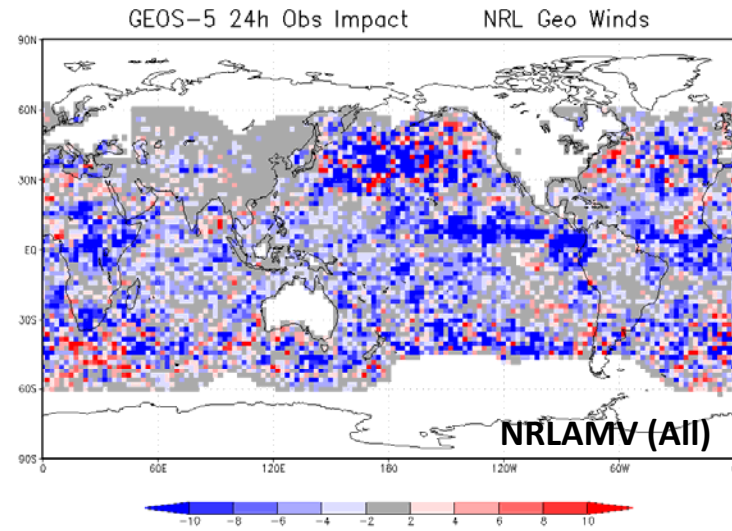 GEOS-5 24h Obs Impact NRL Geo Winds
90N
60N
30N
EQ
30S
60S
90S
NRLAMV (All)
0 60E 120E 180 120W 60W 0
-10 -8 -6 -4 -2 2 4 6 8 10